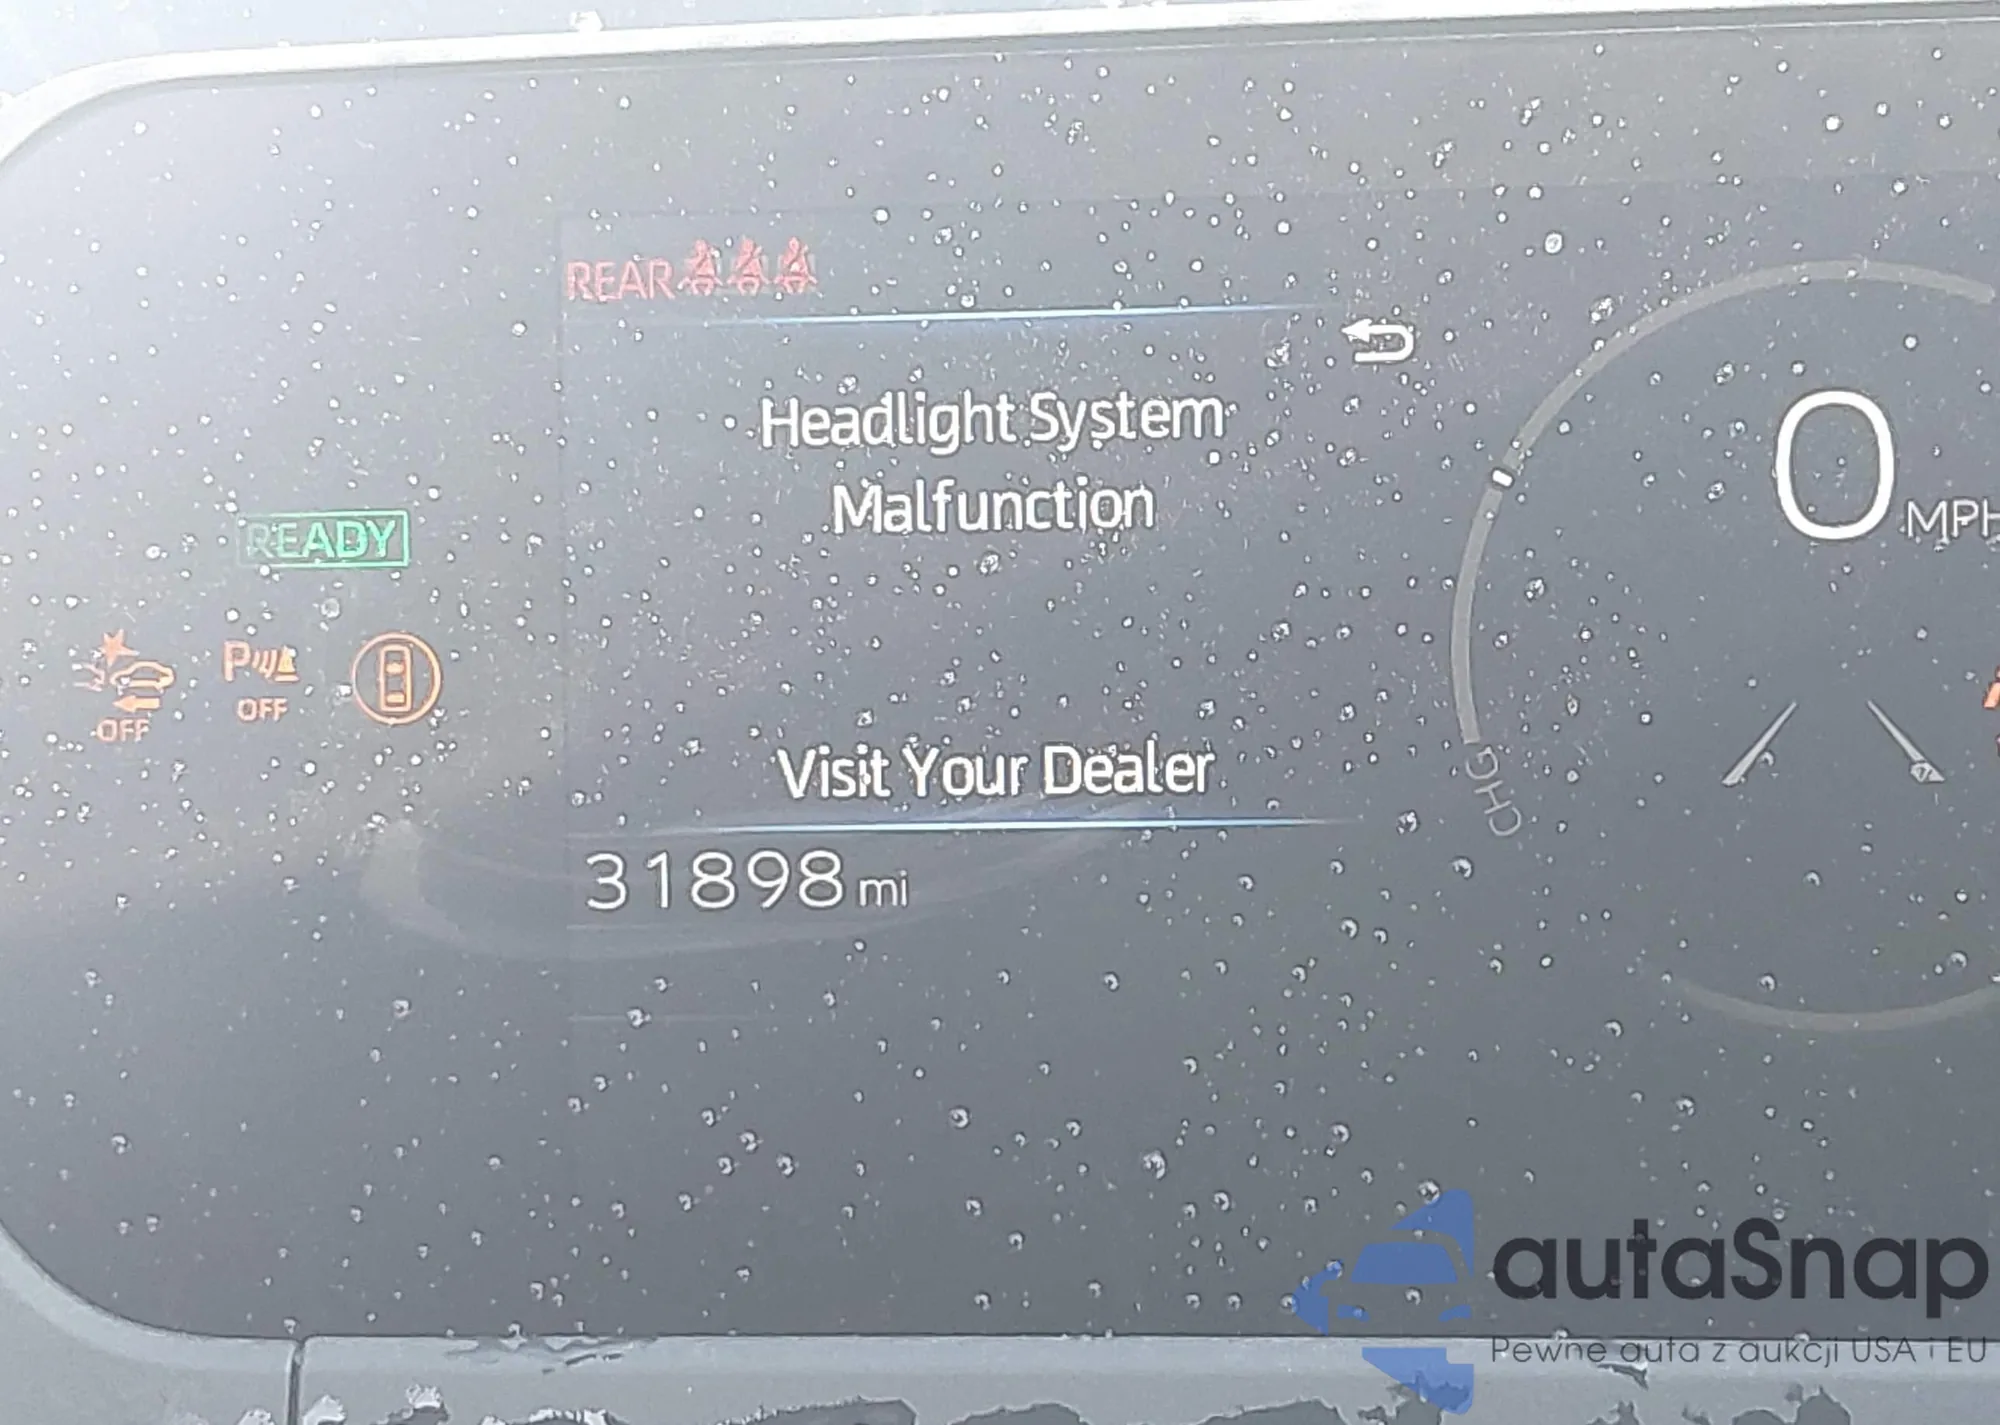 REAR
Headlight System
Malfunction
0 MPH
READY
P
OFF
OFF
Visit Your Dealer
CHG
31898 mi
autaSnap
Pewne auta z aukcji USA i EU